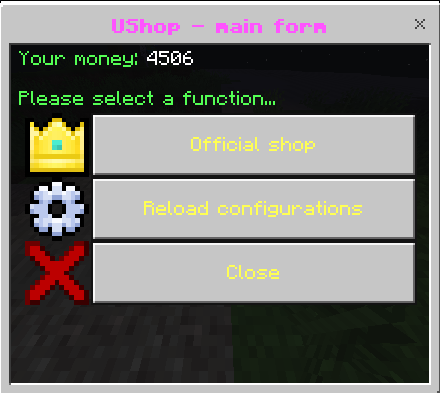 UShop - main form
Your money: 4506
Please select a function...
Official shop
Reload configurations
Close